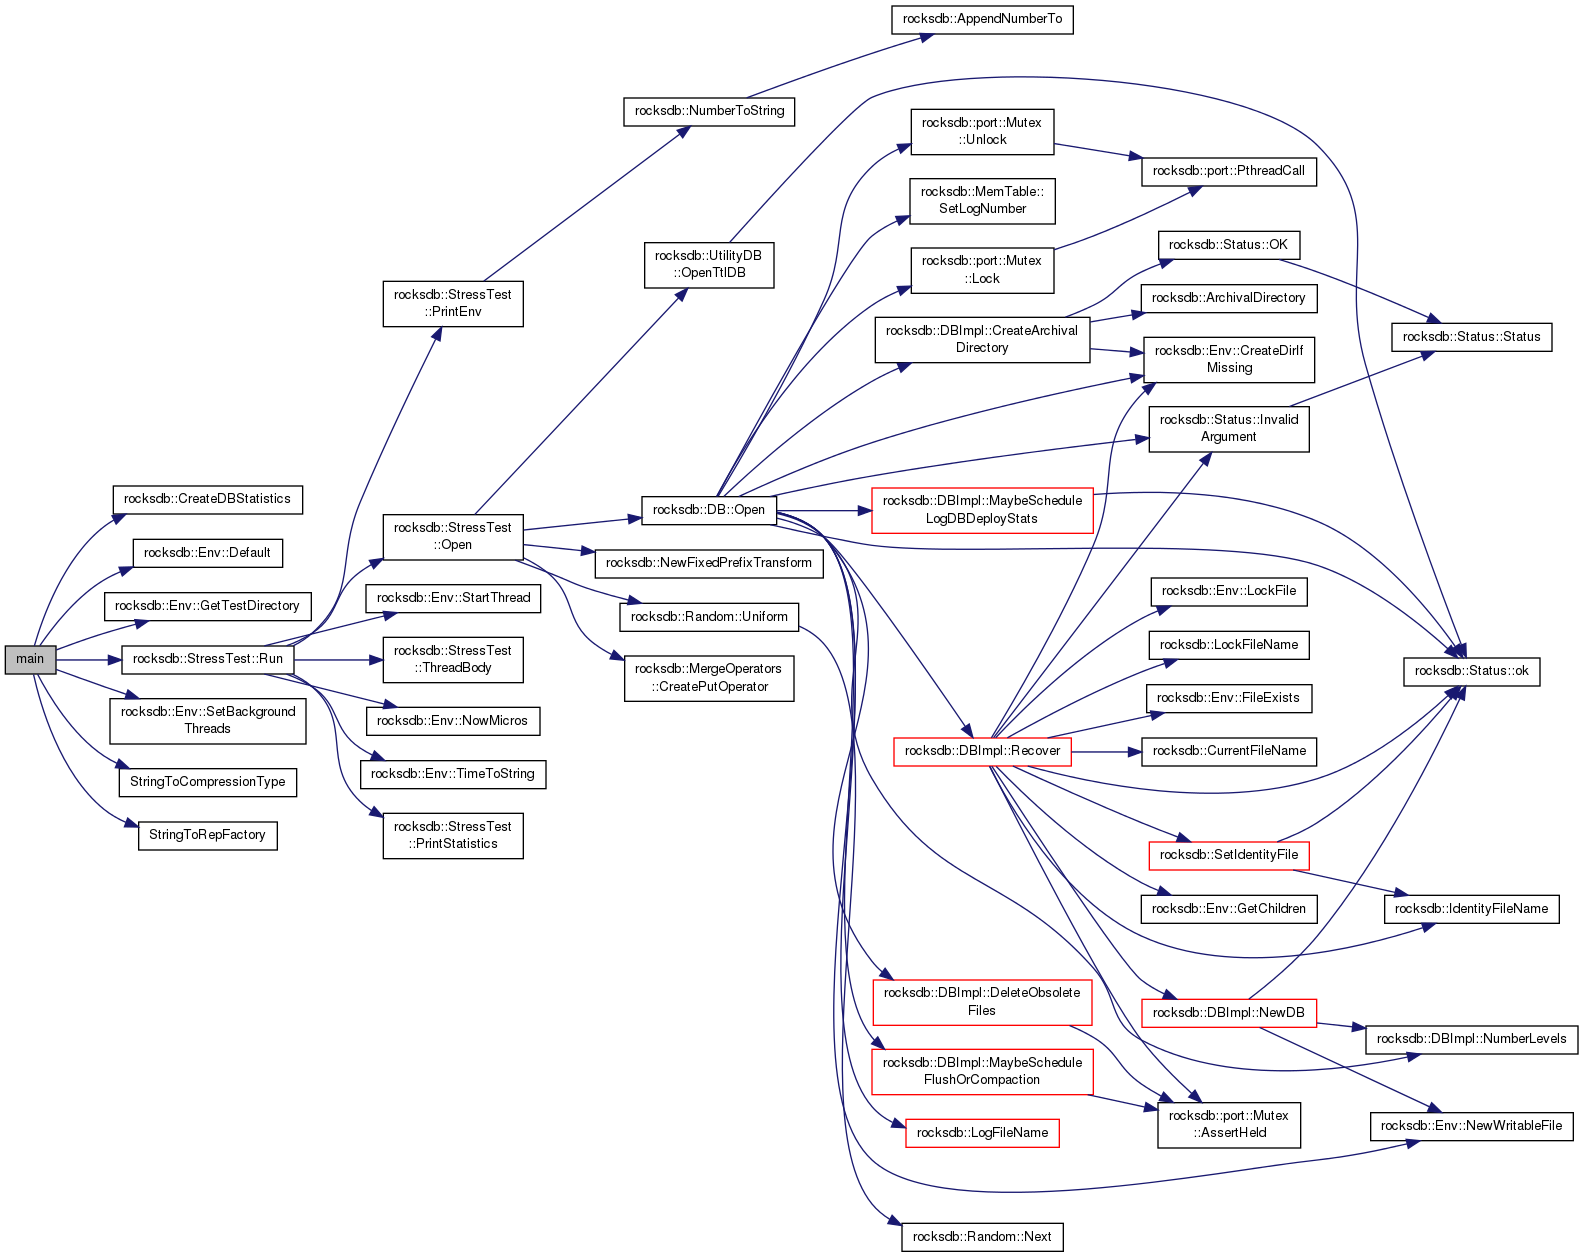 main
rocksdb::CreateDBStatistics
rocksdb::Env::Default
rocksdb::Env::GetTestDirectory
rocksdb::StressTest::Run
rocksdb::Env::SetBackground
Threads
StringToCompressionType
StringToRepFactory
rocksdb::StressTest
::PrintEnv
rocksdb::StressTest
::Open
rocksdb::Env::StartThread
rocksdb::StressTest
::ThreadBody
rocksdb::Env::NowMicros
rocksdb::Env::TimeToString
rocksdb::StressTest
::PrintStatistics
rocksdb::NumberToString
rocksdb::UtilityDB
::OpenTtlDB
rocksdb::DB::Open
rocksdb::NewFixedPrefixTransform
rocksdb::Random::Uniform
rocksdb::MergeOperators
::CreatePutOperator
rocksdb::AppendNumberTo
rocksdb::port::Mutex
::Unlock
rocksdb::MemTable::
SetLogNumber
rocksdb::port::Mutex
::Lock
rocksdb::DBImpl::CreateArchival
Directory
rocksdb::DBImpl::MaybeSchedule
LogDBDeployStats
rocksdb::DBImpl::Recover
rocksdb::DBImpl::DeleteObsolete
Files
rocksdb::DBImpl::MaybeSchedule
FlushOrCompaction
rocksdb::LogFileName
rocksdb::Random::Next
rocksdb::port::PthreadCall
rocksdb::Status::OK
rocksdb::ArchivalDirectory
rocksdb::Env::CreateDirIf
Missing
rocksdb::Status::Invalid
Argument
rocksdb::Env::LockFile
rocksdb::LockFileName
rocksdb::Env::FileExists
rocksdb::CurrentFileName
rocksdb::SetIdentityFile
rocksdb::Env::GetChildren
rocksdb::DBImpl::NewDB
rocksdb::port::Mutex
::AssertHeld
rocksdb::Status::Status
rocksdb::Status::ok
rocksdb::IdentityFileName
rocksdb::DBImpl::NumberLevels
rocksdb::Env::NewWritableFile